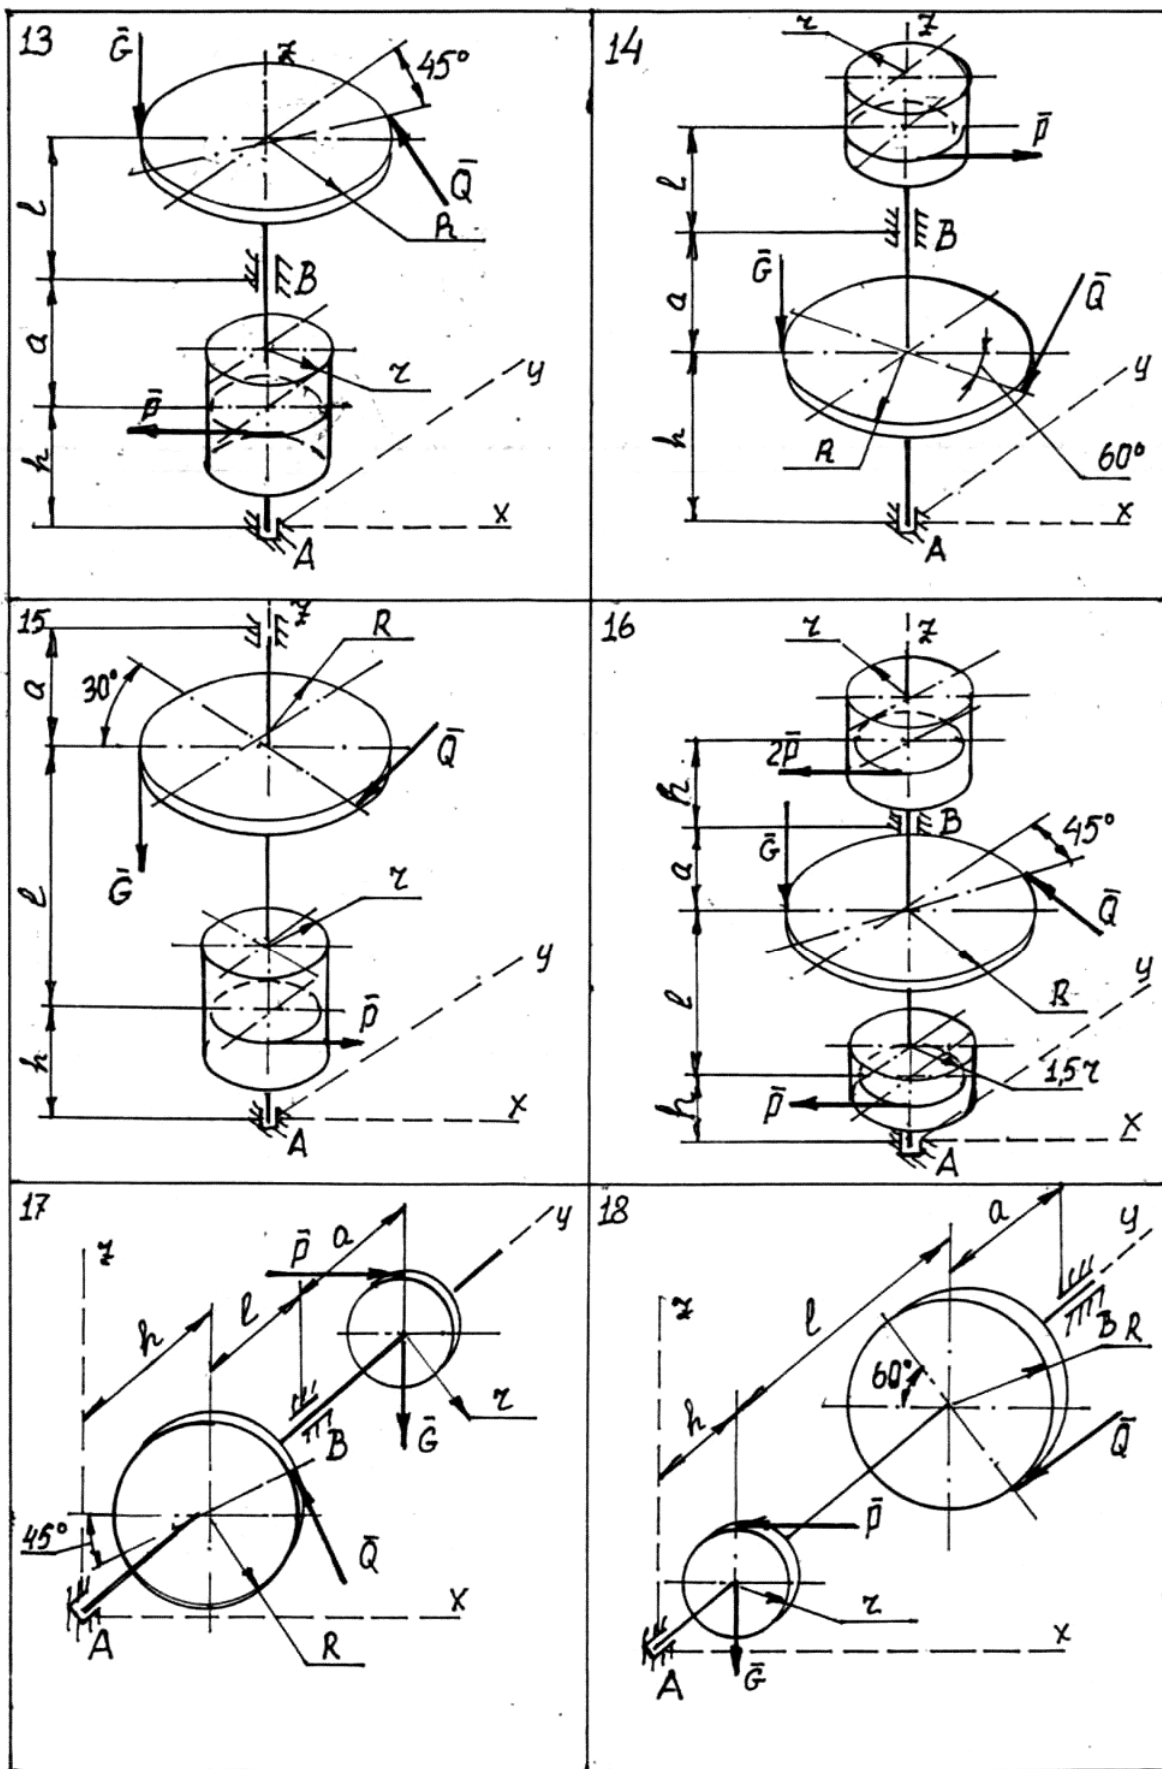 13
Ḡ
z
45°
Q̄
R
l
B
a
r
P̄
h
y
x
A
14
r
z
P̄
l
B
Ḡ
Q̄
a
y
h
R
60°
x
A
15
z
R
a
30°
Q̄
Ḡ
l
r
y
P̄
h
x
A
16
r
z
2P̄
h
B
45°
Ḡ
a
Q̄
y
l
R
1,5r
P̄
h
x
A
17
y
z
P̄
a
l
h
r
B
Ḡ
45°
Q̄
x
A
R
18
a
y
z
l
B
R
60°
h
Q̄
P̄
r
x
A
Ḡ